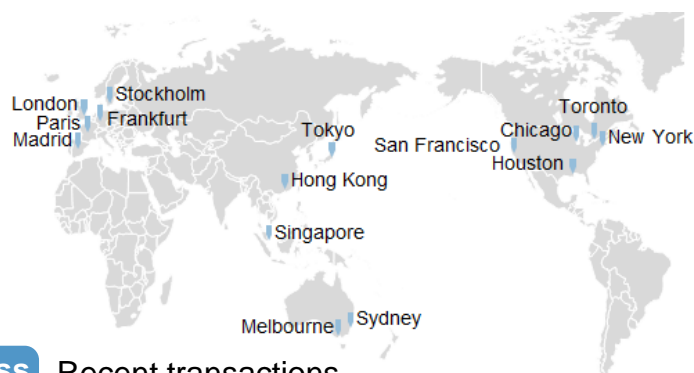 Stockholm
London
Frankfurt
Paris
Madrid
Toronto
Tokyo
Chicago
New York
San Francisco
Houston
Hong Kong
Singapore
Sydney
Melbourne
Recent transactions